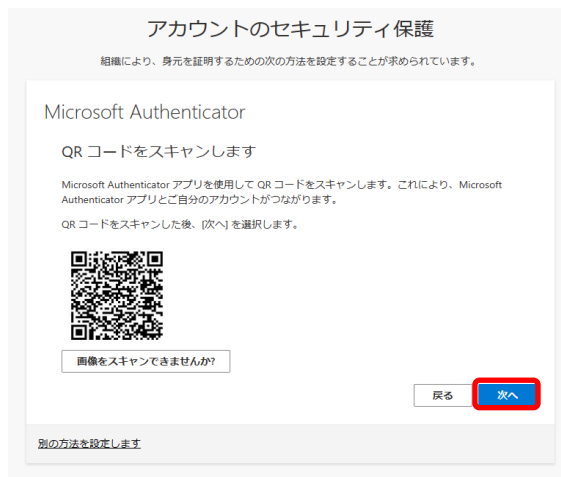 アカウントのセキュリティ保護
組織により、身元を証明するための次の方法を設定することが求められています。
Microsoft Authenticator
QR コードをスキャンします
Microsoft Authenticator アプリを使用して QR コードをスキャンします。これにより、Microsoft
Authenticator アプリとご自分のアカウントがつながります。
QR コードをスキャンした後、[次へ] を選択します。
画像をスキャンできませんか?
戻る
次へ
別の方法を設定します